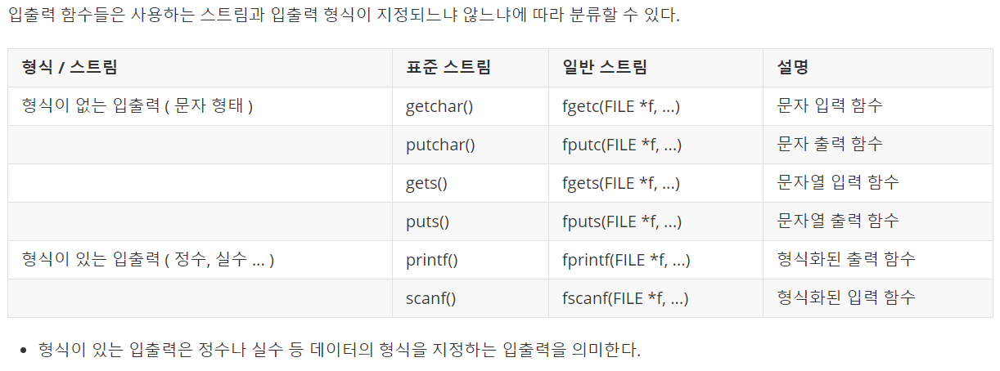 입출력 함수들은 사용하는 스트림과 입출력 형식이 지정되느냐 않느냐에 따라 분류할 수 있다.
형식 / 스트림 표준 스트림 일반 스트림 설명
형식이 없는 입출력 ( 문자 형태 ) getchar() fgetc(FILE *f, ...) 문자 입력 함수
putchar() fputc(FILE *f, ...) 문자 출력 함수
gets() fgets(FILE *f, ...) 문자열 입력 함수
puts() fputs(FILE *f, ...) 문자열 출력 함수
형식이 있는 입출력 ( 정수, 실수 ... ) printf() fprintf(FILE *f, ...) 형식화된 출력 함수
scanf() fscanf(FILE *f, ...) 형식화된 입력 함수
• 형식이 있는 입출력은 정수나 실수 등 데이터의 형식을 지정하는 입출력을 의미한다.